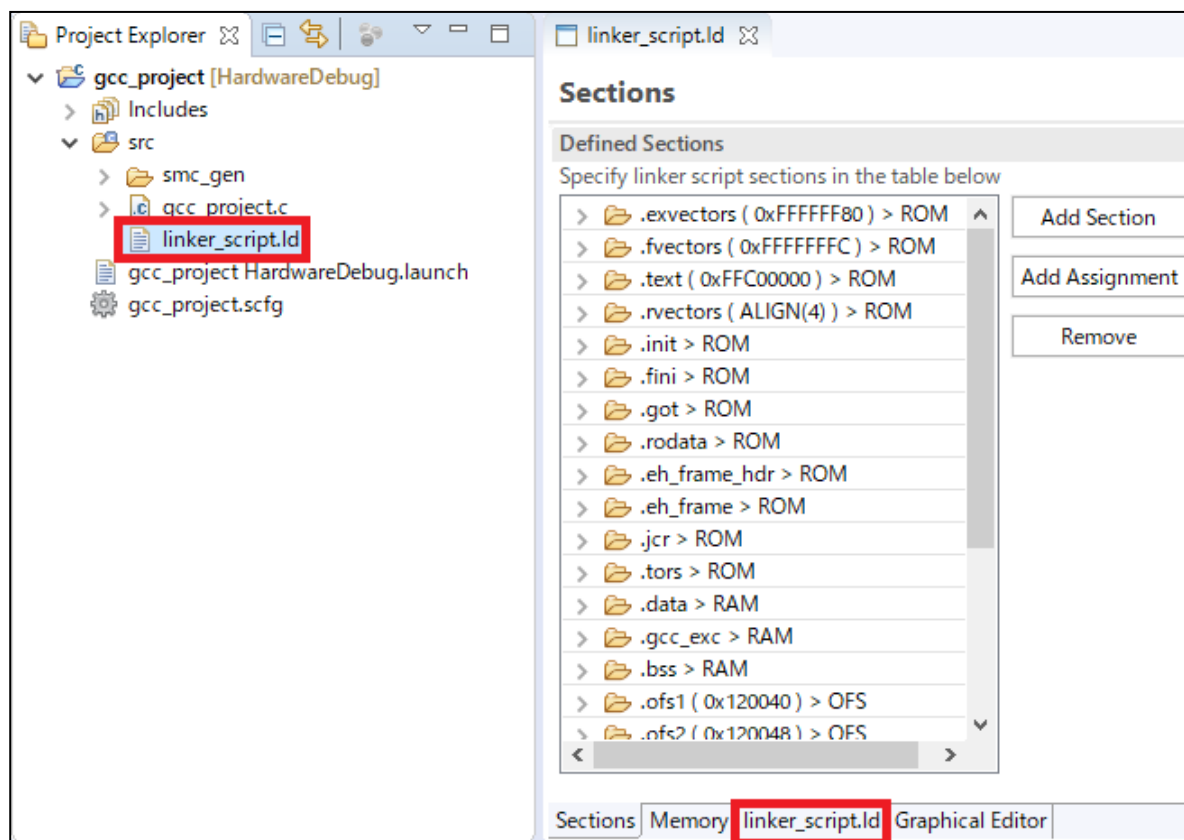 Project Explorer
gcc_project [HardwareDebug]
Includes
src
smc_gen
gcc_project.c
linker_script.ld
gcc_project HardwareDebug.launch
gcc_project.scfg
linker_script.ld
Sections
Defined Sections
Specify linker script sections in the table below
.exvectors ( 0xFFFFFF80 ) > ROM
.fvectors ( 0xFFFFFFFC ) > ROM
.text ( 0xFFC00000 ) > ROM
.rvectors ( ALIGN(4) ) > ROM
.init > ROM
.fini > ROM
.got > ROM
.rodata > ROM
.eh_frame_hdr > ROM
.eh_frame > ROM
.jcr > ROM
.tors > ROM
.data > RAM
.gcc_exc > RAM
.bss > RAM
.ofs1 ( 0x120040 ) > OFS
.ofs2 ( 0x120048 ) > OFS
Add Section
Add Assignment
Remove
Sections Memory linker_script.ld Graphical Editor